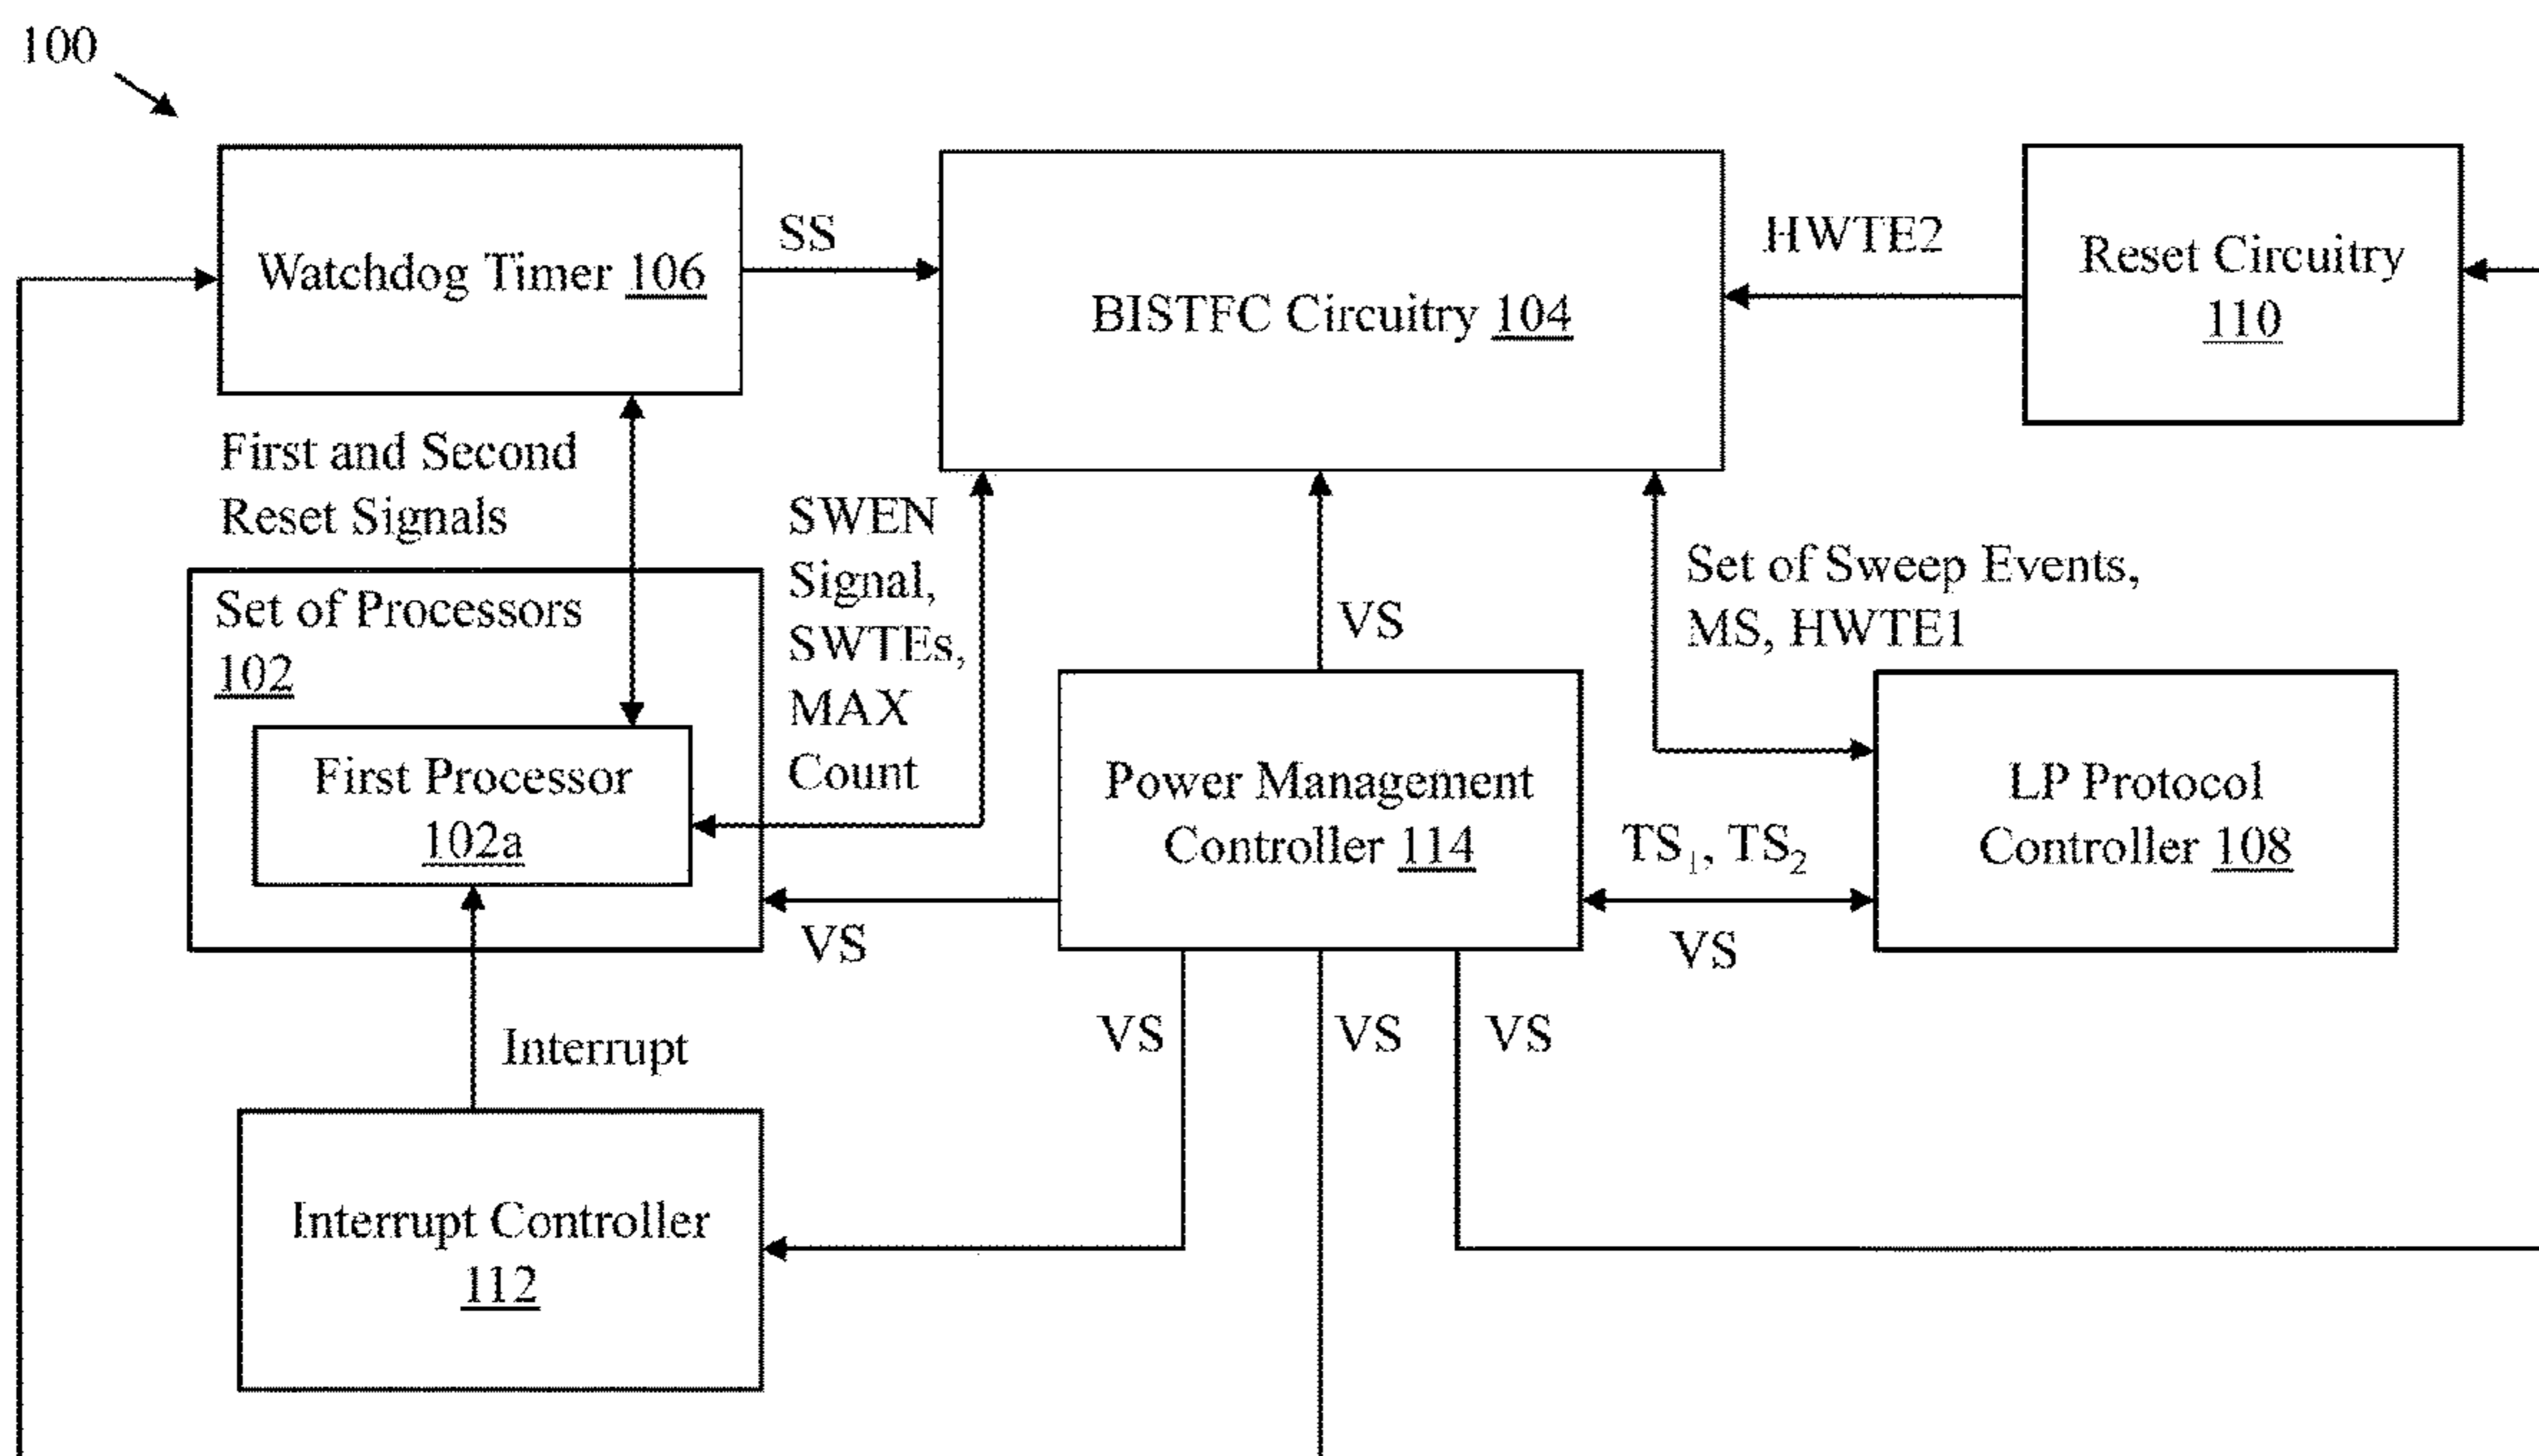 100
Watchdog Timer 106
SS
BISTFC Circuitry 104
HWTE2
Reset Circuitry
110
First and Second
Reset Signals
SWEN
Signal,
SWTEs,
MAX
Count
VS
Set of Sweep Events,
MS, HWTE1
Set of Processors
102
First Processor
102a
Power Management
Controller 114
TS1, TS2
VS
LP Protocol
Controller 108
VS
Interrupt
VS
VS
VS
Interrupt Controller
112